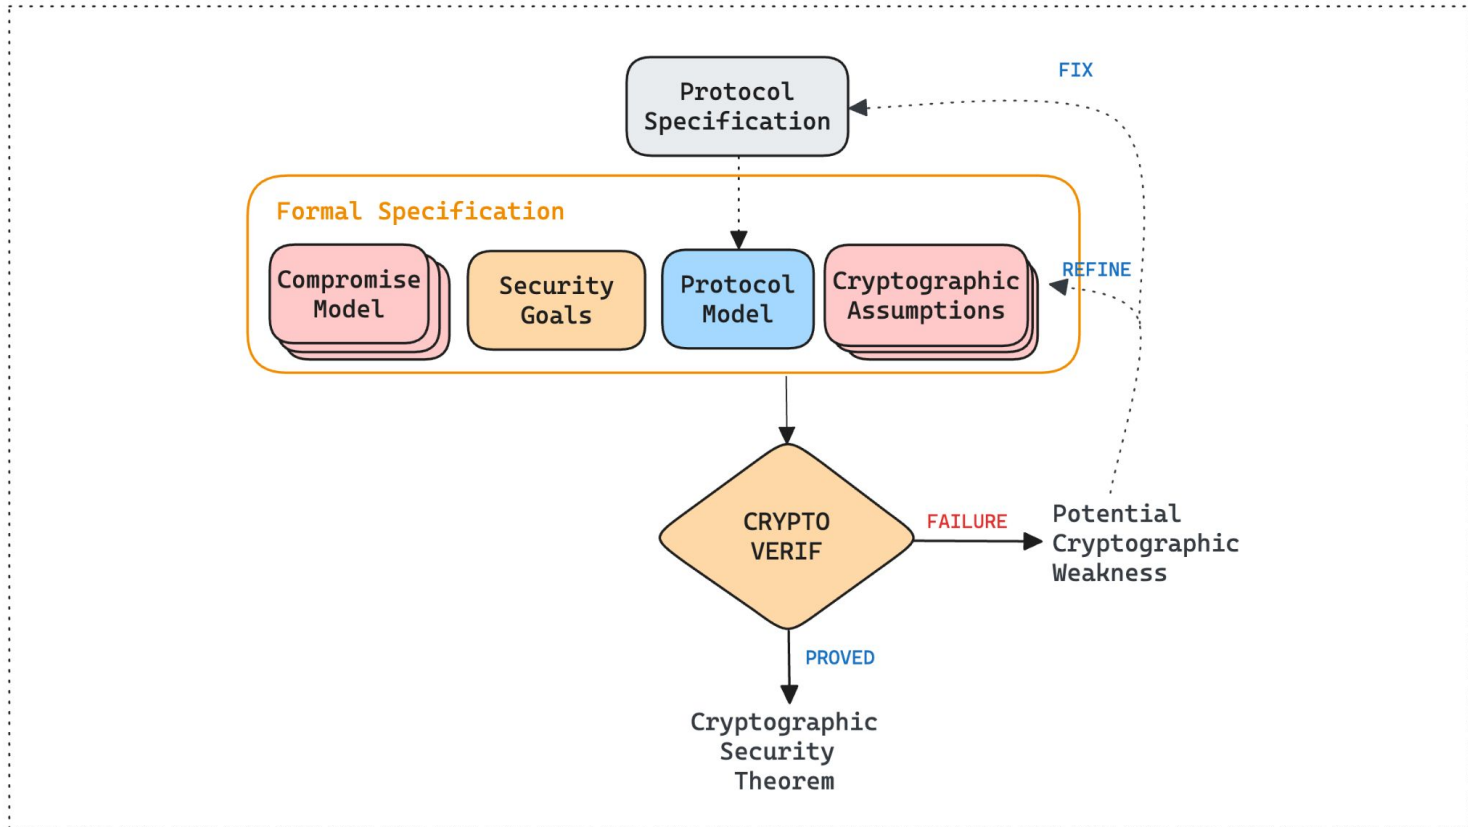 FIX
Protocol
Specification
Formal Specification
REFINE
Compromise
Model
Security
Goals
Protocol
Model
Cryptographic
Assumptions
CRYPTO
VERIF
FAILURE
Potential
Cryptographic
Weakness
PROVED
Cryptographic
Security
Theorem